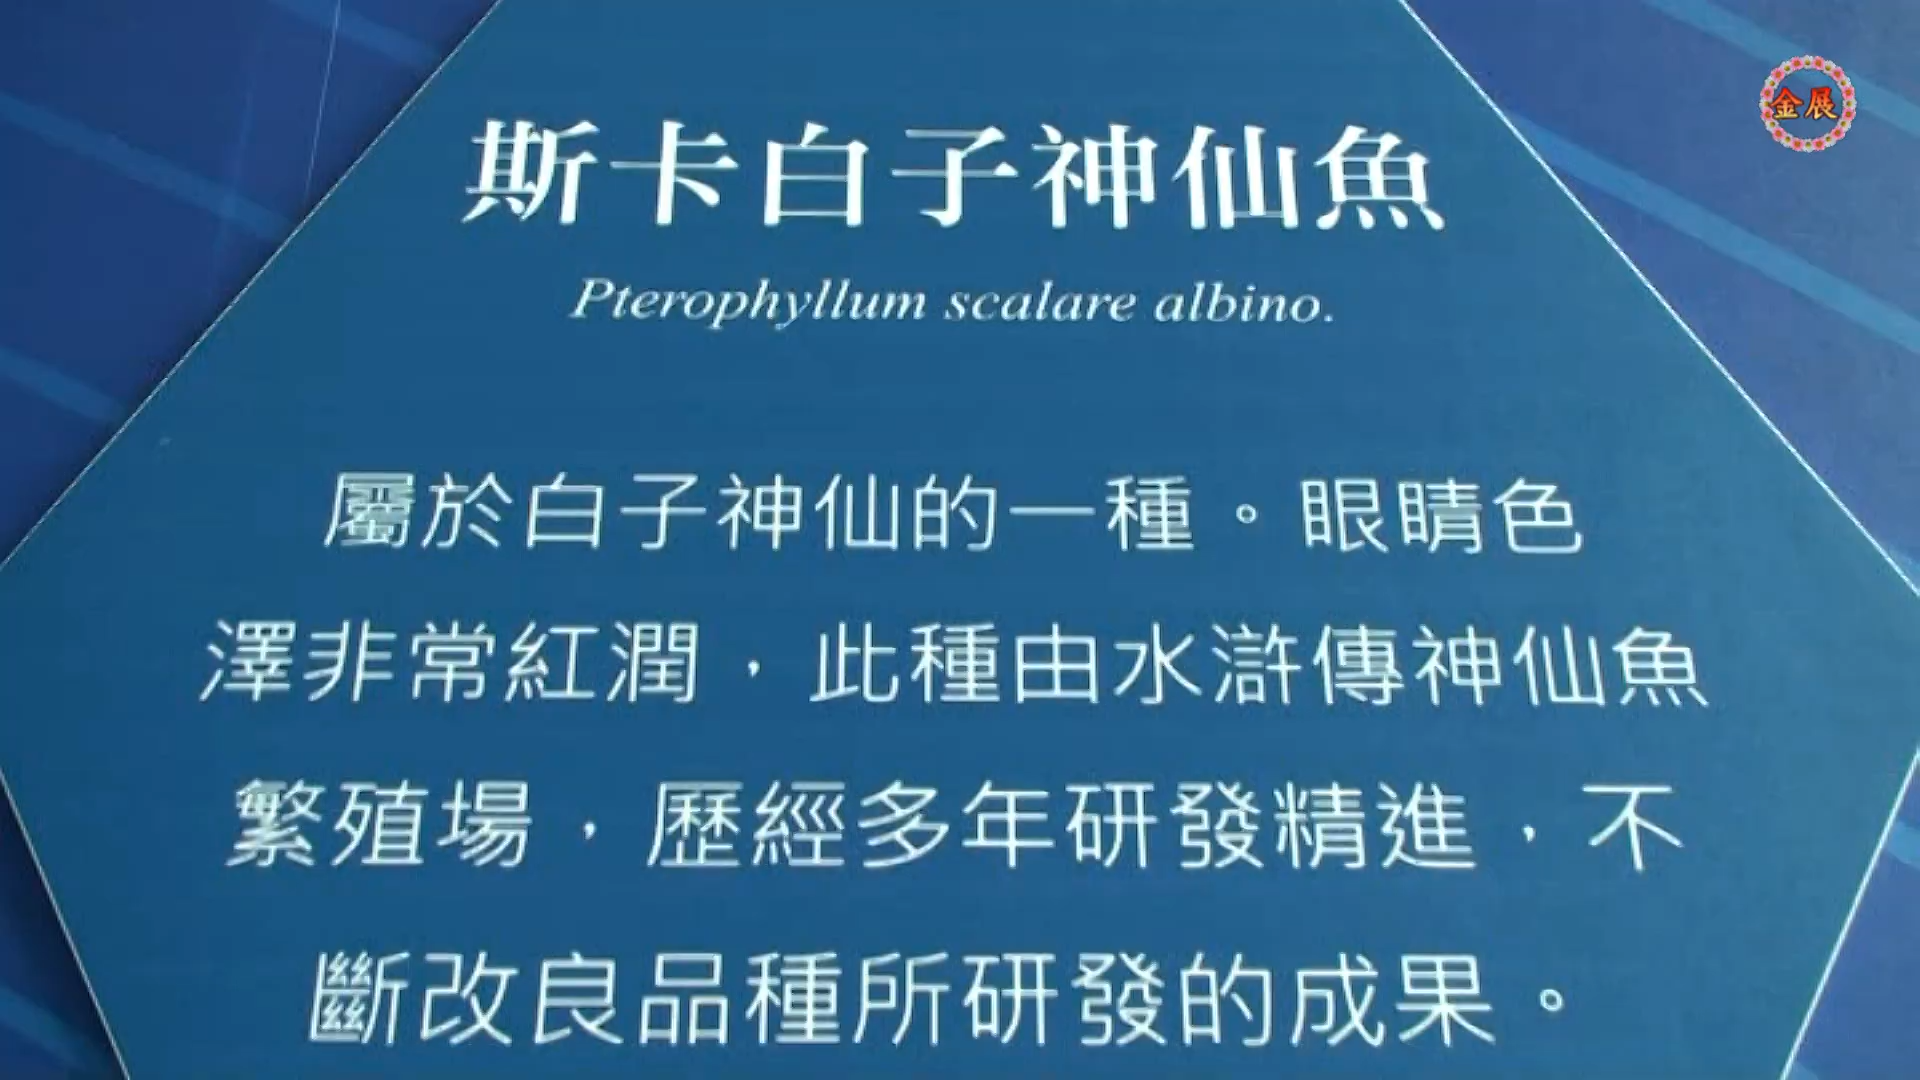 金展
斯卡白子神仙魚
Pterophyllum scalare albino.
屬於白子神仙的一種。眼睛色
澤非常紅潤，此種由水滸傳神仙魚
繁殖場，歷經多年研發精進，不
斷改良品種所研發的成果。